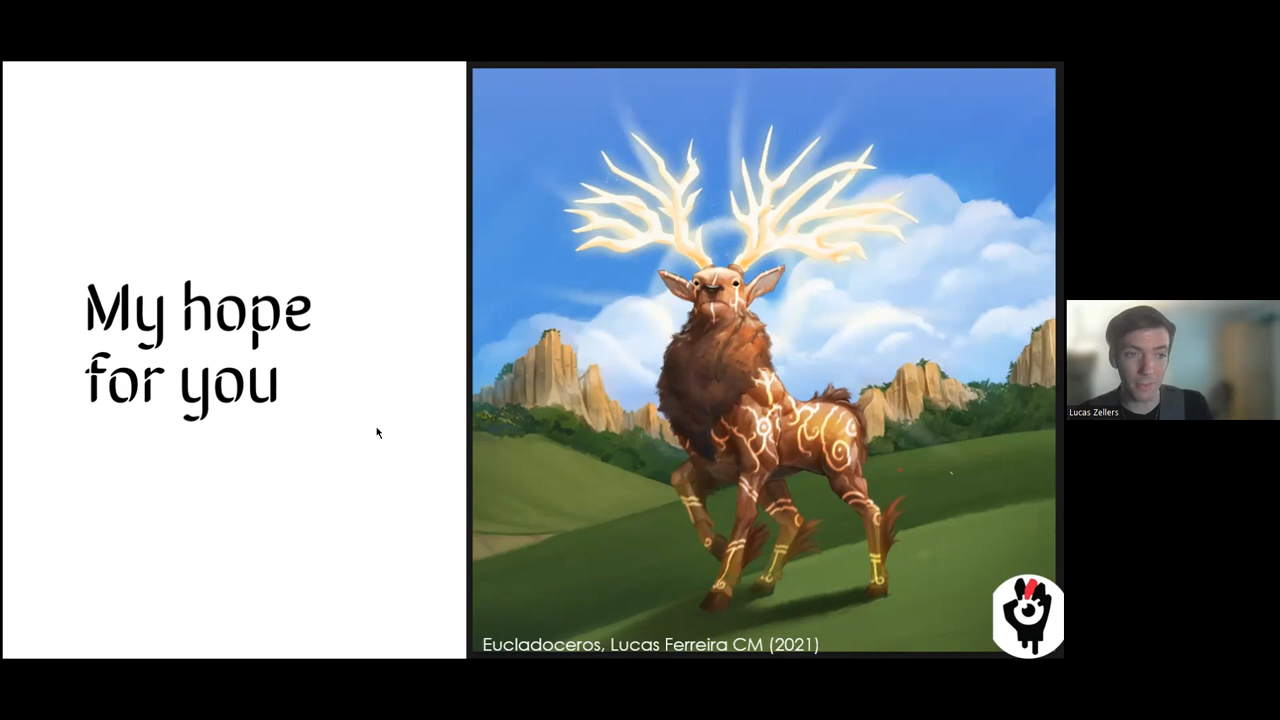 My hope
for you
Eucladoceros, Lucas Ferreira CM (2021)
Lucas Zellers